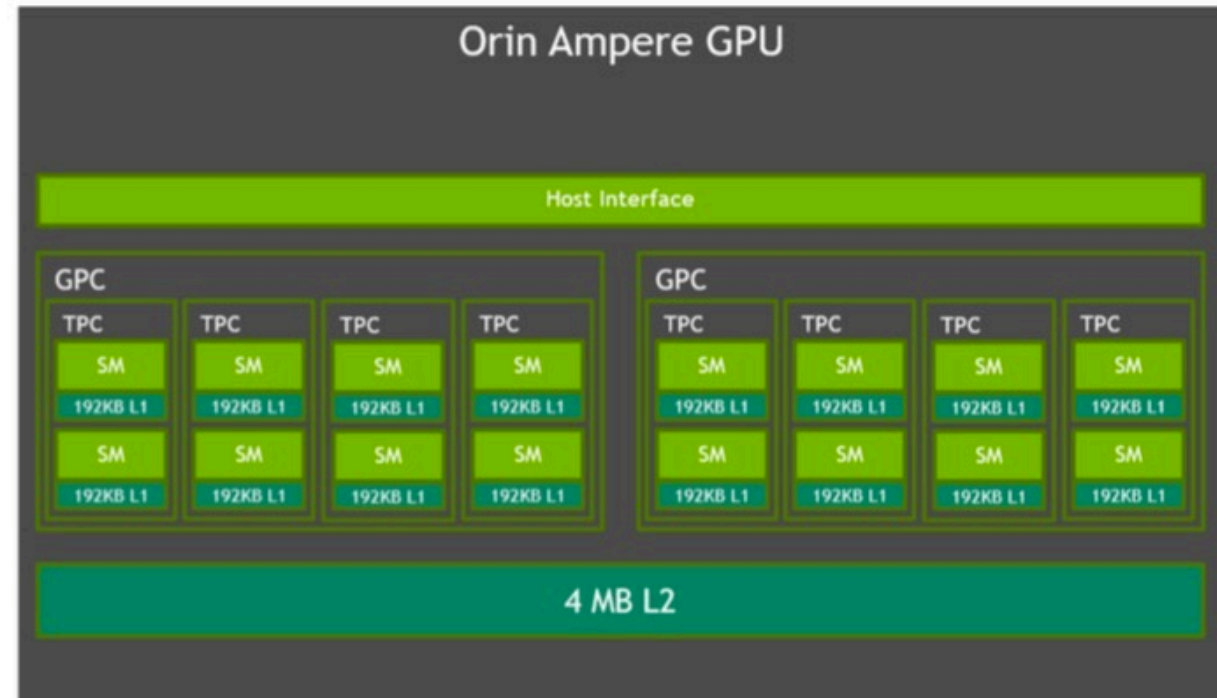 Orin Ampere GPU
Host Interface
GPC
TPC TPC TPC TPC
SM SM SM SM
192KB L1 192KB L1 192KB L1 192KB L1
SM SM SM SM
192KB L1 192KB L1 192KB L1 192KB L1
GPC
TPC TPC TPC TPC
SM SM SM SM
192KB L1 192KB L1 192KB L1 192KB L1
SM SM SM SM
192KB L1 192KB L1 192KB L1 192KB L1
4 MB L2